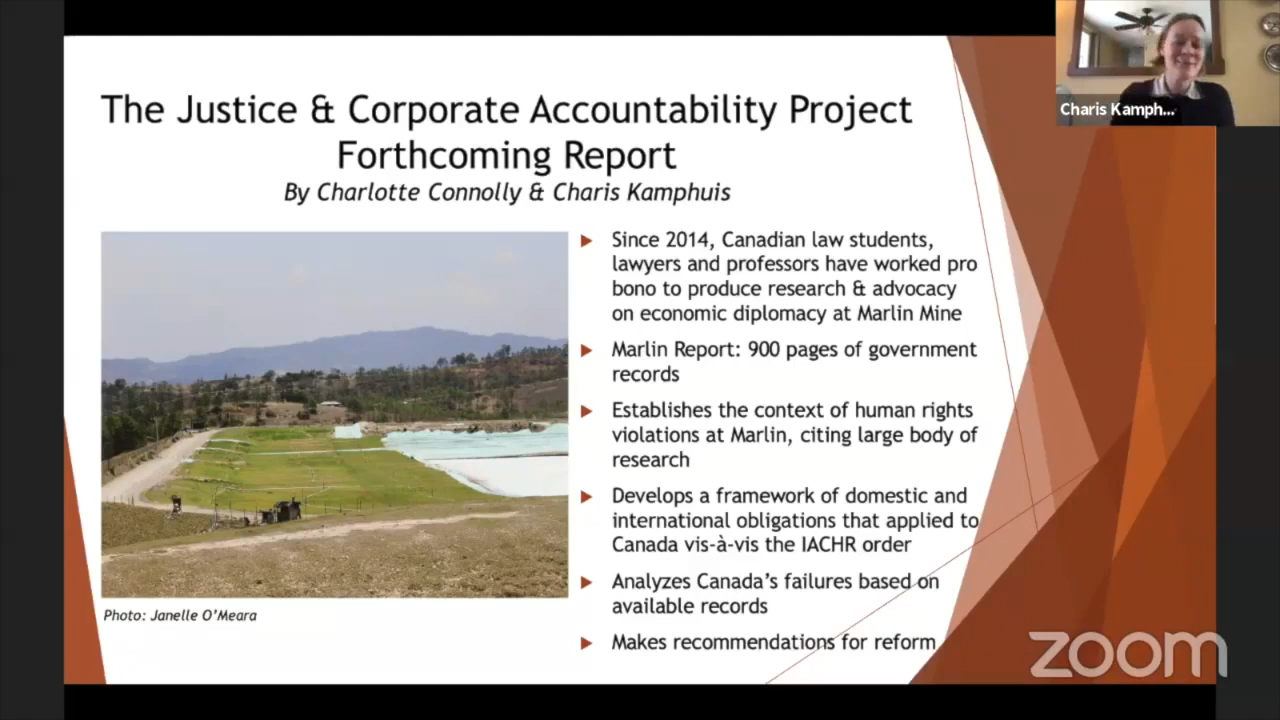 The Justice & Corporate Accountability Project
Forthcoming Report
By Charlotte Connolly & Charis Kamphuis
Since 2014, Canadian law students,
lawyers and professors have worked pro
bono to produce research & advocacy
on economic diplomacy at Marlin Mine
Marlin Report: 900 pages of government
records
Establishes the context of human rights
violations at Marlin, citing large body of
research
Develops a framework of domestic and
international obligations that applied to
Canada vis-à-vis the IACHR order
Analyzes Canada's failures based on
available records
Makes recommendations for reform
Photo: Janelle O'Meara
Charis Kamph...
zoom